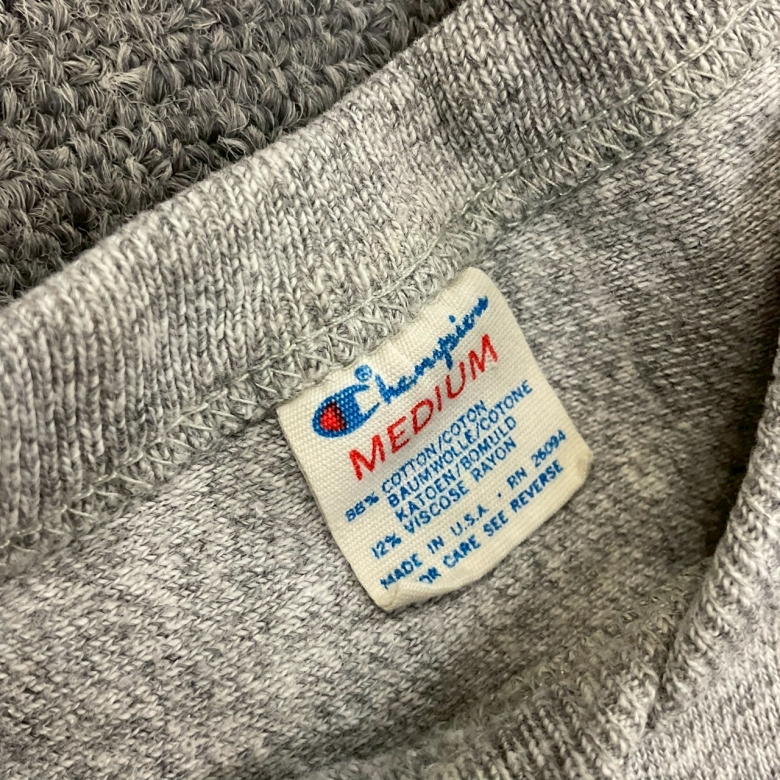 Champion®
MEDIUM
88% COTTON/COTON
BAUMWOLLE/COTONE
KATOEN/BOMULD
12% VISCOSE RAYON
MADE IN U.S.A. · RN 26094
OR CARE SEE REVERSE